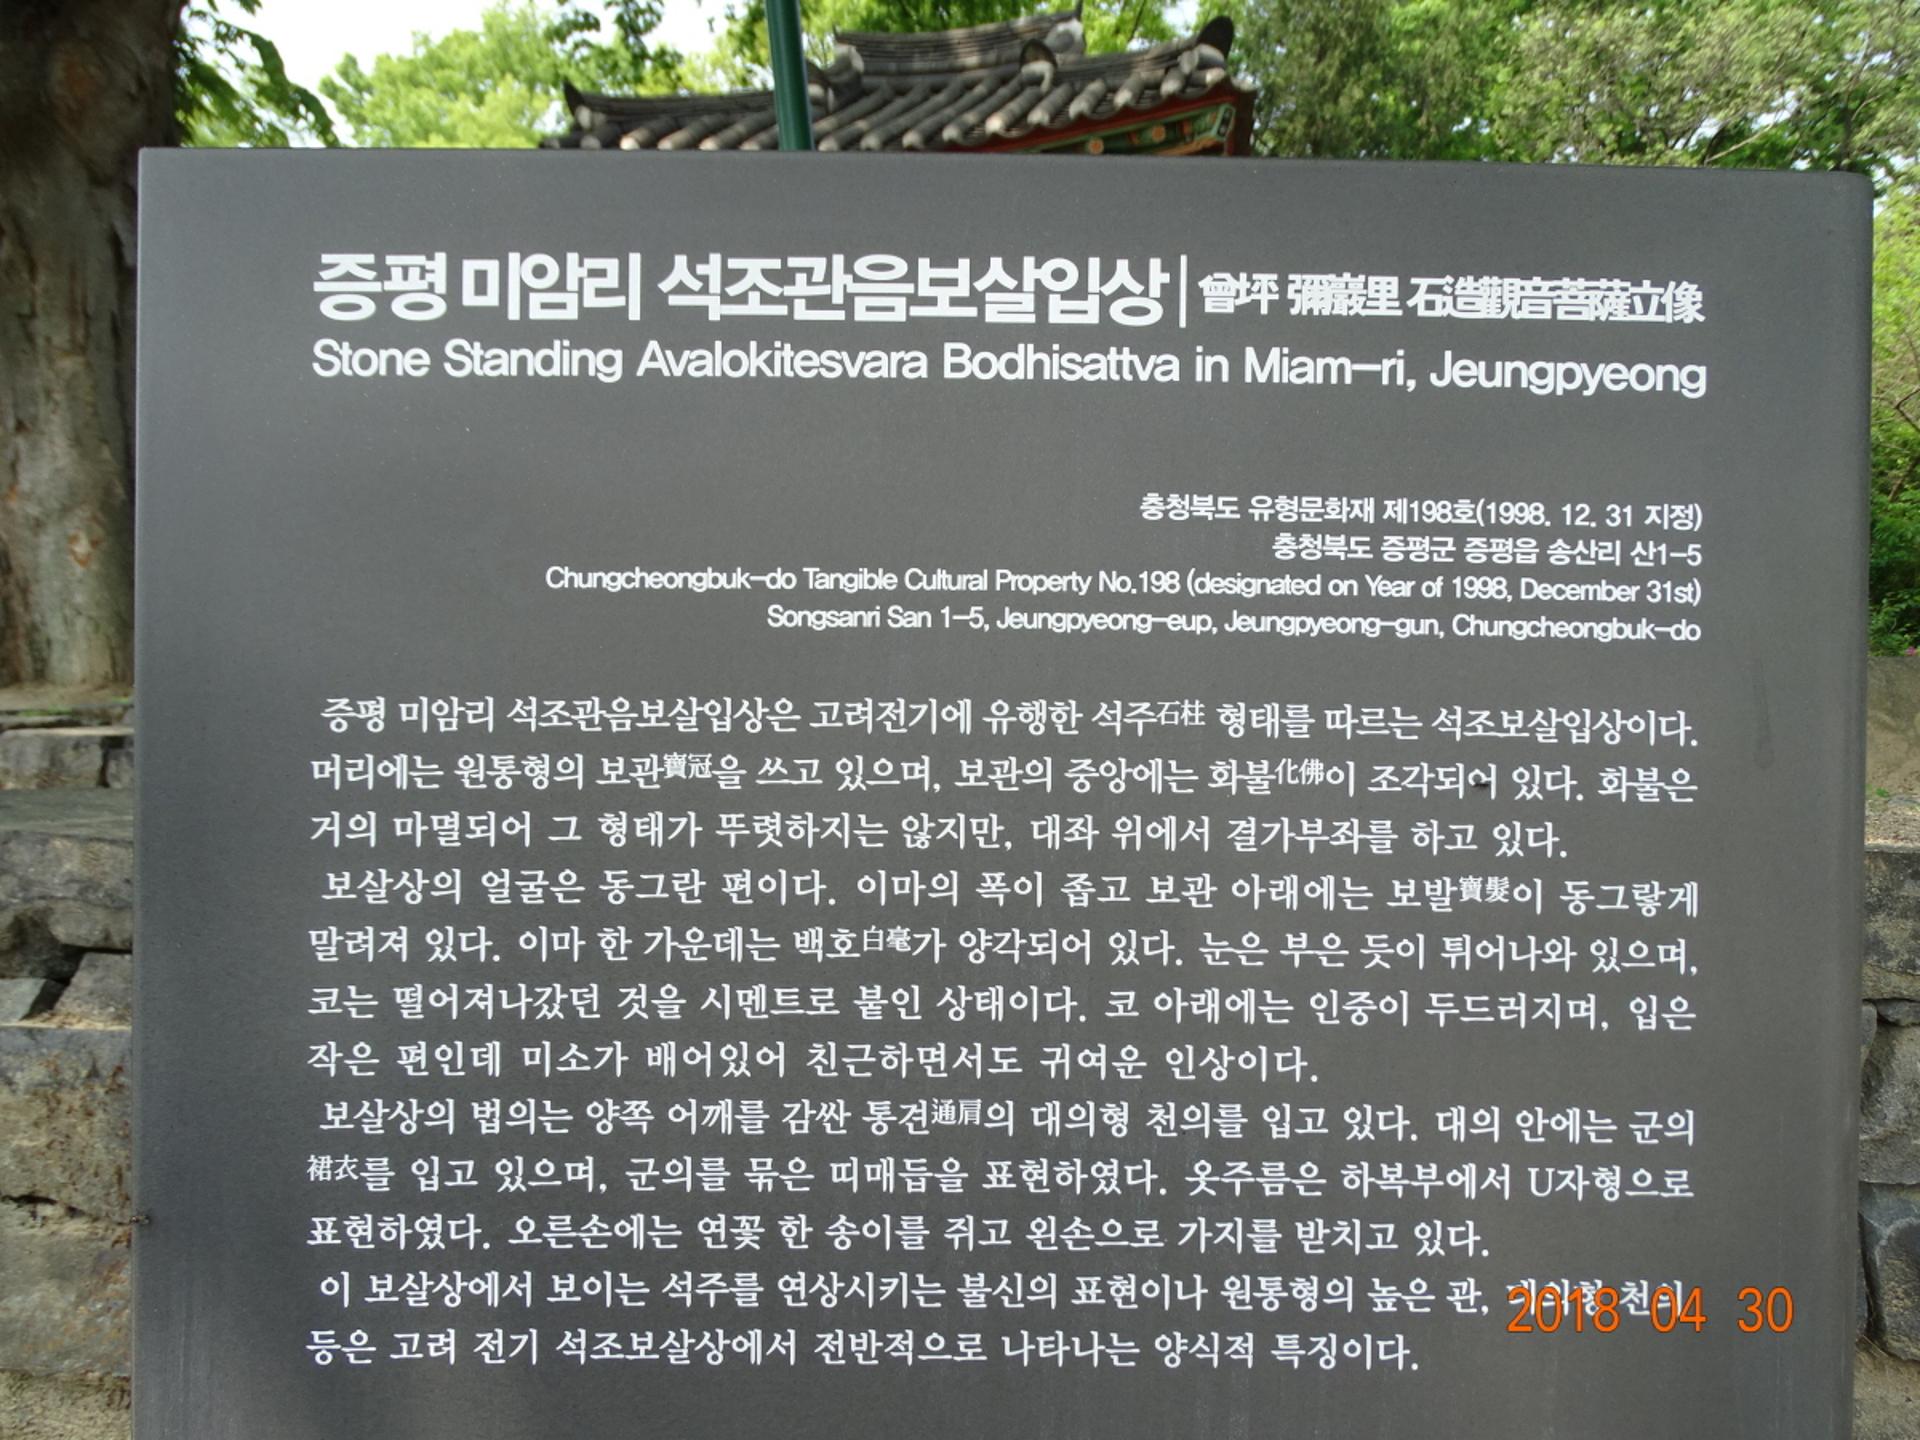 증평 미암리 석조관음보살입상 | 曾坪 彌巖里 石造觀音菩薩立像
Stone Standing Avalokitesvara Bodhisattva in Miam-ri, Jeungpyeong
충청북도 유형문화재 제198호(1998. 12. 31 지정)
충청북도 증평군 증평읍 송산리 산1-5
Chungcheongbuk-do Tangible Cultural Property No.198 (designated on Year of 1998, December 31st)
Songsanri San 1-5, Jeungpyeong-eup, Jeungpyeong-gun, Chungcheongbuk-do
증평 미암리 석조관음보살입상은 고려전기에 유행한 석주石柱 형태를 따르는 석조보살입상이다.
머리에는 원통형의 보관寶冠을 쓰고 있으며, 보관의 중앙에는 화불化佛이 조각되어 있다. 화불은
거의 마멸되어 그 형태가 뚜렷하지는 않지만, 대좌 위에서 결가부좌를 하고 있다.
보살상의 얼굴은 동그란 편이다. 이마의 폭이 좁고 보관 아래에는 보발寶髮이 동그랗게
말려져 있다. 이마 한 가운데는 백호白毫가 양각되어 있다. 눈은 부은 듯이 튀어나와 있으며,
코는 떨어져나갔던 것을 시멘트로 붙인 상태이다. 코 아래에는 인중이 두드러지며, 입은
작은 편인데 미소가 배어있어 친근하면서도 귀여운 인상이다.
보살상의 법의는 양쪽 어깨를 감싼 통견通肩의 대의형 천의를 입고 있다. 대의 안에는 군의
裙衣를 입고 있으며, 군의를 묶은 띠매듭을 표현하였다. 옷주름은 하복부에서 U자형으로
표현하였다. 오른손에는 연꽃 한 송이를 쥐고 왼손으로 가지를 받치고 있다.
이 보살상에서 보이는 석주를 연상시키는 불신의 표현이나 원통형의 높은 관, 대의형 천의
등은 고려 전기 석조보살상에서 전반적으로 나타나는 양식적 특징이다.
2018 04 30